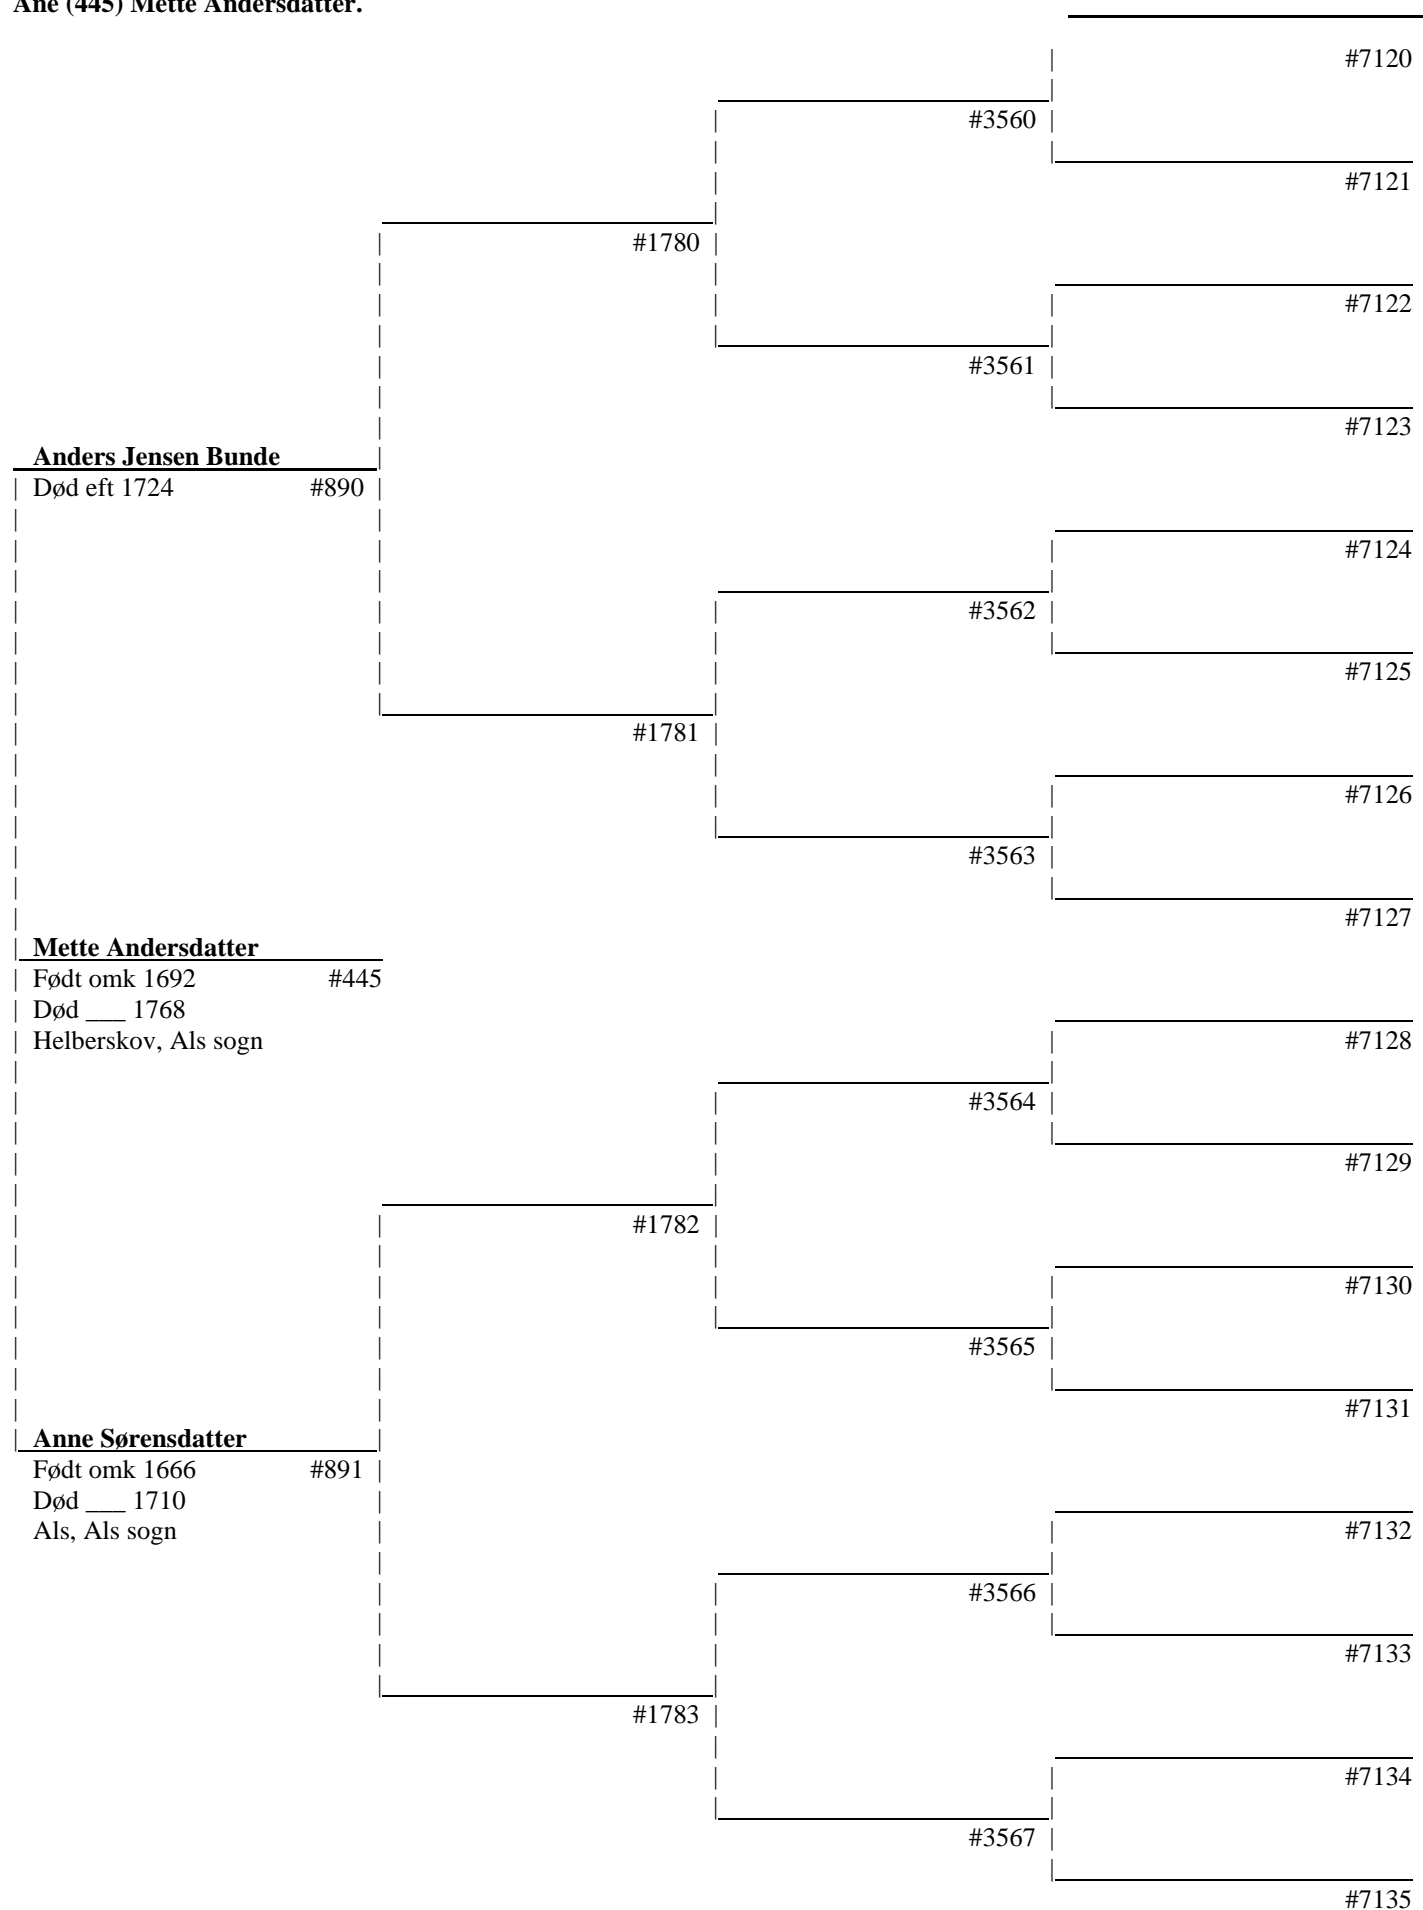 Ane (445) Mette Andersdatter.
#7120
#3560
#7121
#1780
#7122
#3561
#7123
Anders Jensen Bunde
Død eft 1724 #890
#7124
#3562
#7125
#1781
#7126
#3563
#7127
Mette Andersdatter
Født omk 1692 #445
Død ___ 1768
Helberskov, Als sogn
#7128
#3564
#7129
#1782
#7130
#3565
#7131
Anne Sørensdatter
Født omk 1666 #891
Død ___ 1710
Als, Als sogn
#7132
#3566
#7133
#1783
#7134
#3567
#7135